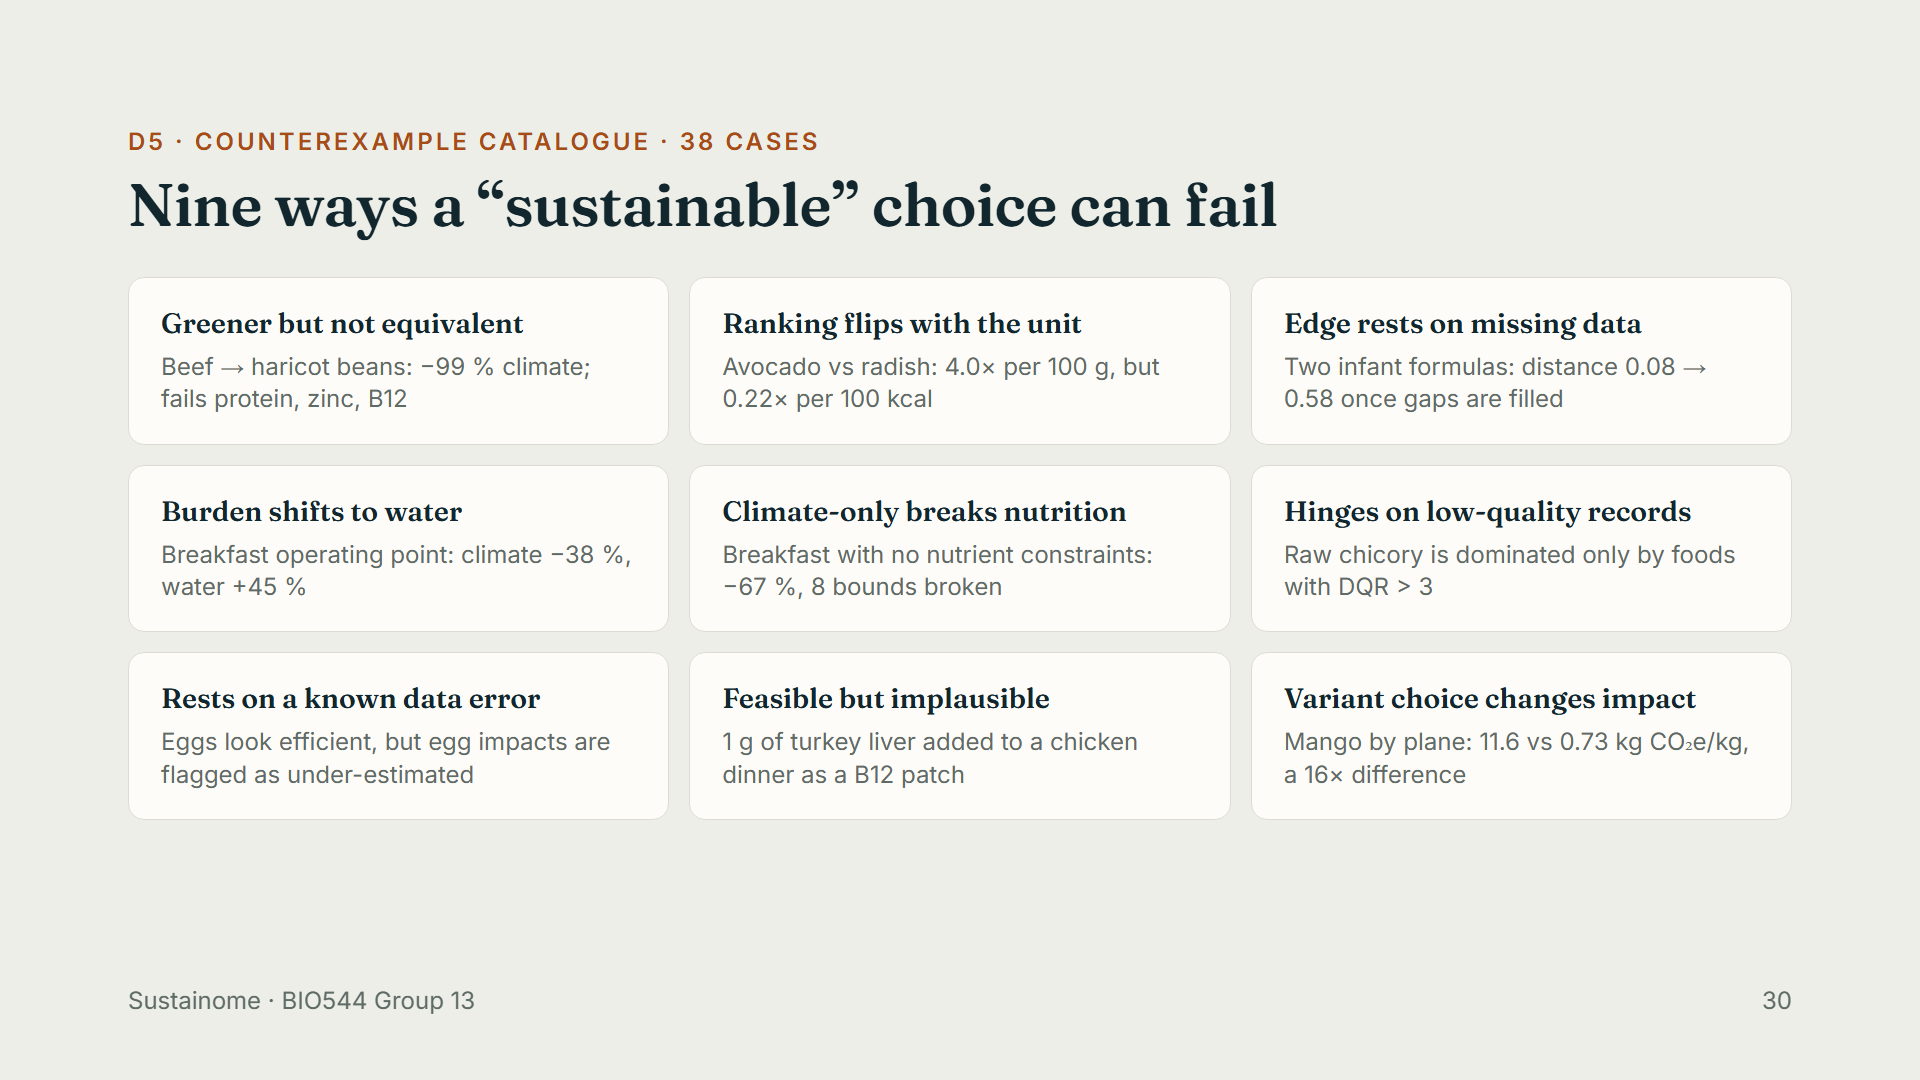 D5 · COUNTEREXAMPLE CATALOGUE · 38 CASES
Nine ways a “sustainable” choice can fail
Greener but not equivalent
Beef → haricot beans: −99 % climate;
fails protein, zinc, B12
Ranking flips with the unit
Avocado vs radish: 4.0× per 100 g, but
0.22× per 100 kcal
Edge rests on missing data
Two infant formulas: distance 0.08 →
0.58 once gaps are filled
Burden shifts to water
Breakfast operating point: climate −38 %,
water +45 %
Climate-only breaks nutrition
Breakfast with no nutrient constraints:
−67 %, 8 bounds broken
Hinges on low-quality records
Raw chicory is dominated only by foods
with DQR > 3
Rests on a known data error
Eggs look efficient, but egg impacts are
flagged as under-estimated
Feasible but implausible
1 g of turkey liver added to a chicken
dinner as a B12 patch
Variant choice changes impact
Mango by plane: 11.6 vs 0.73 kg CO₂e/kg,
a 16× difference
Sustainome · BIO544 Group 13
30